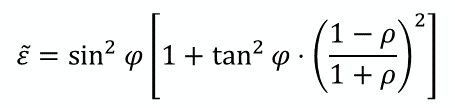 ε̃ = sin² φ [1 + tan² φ · ((1 − ρ)/(1 + ρ))²]